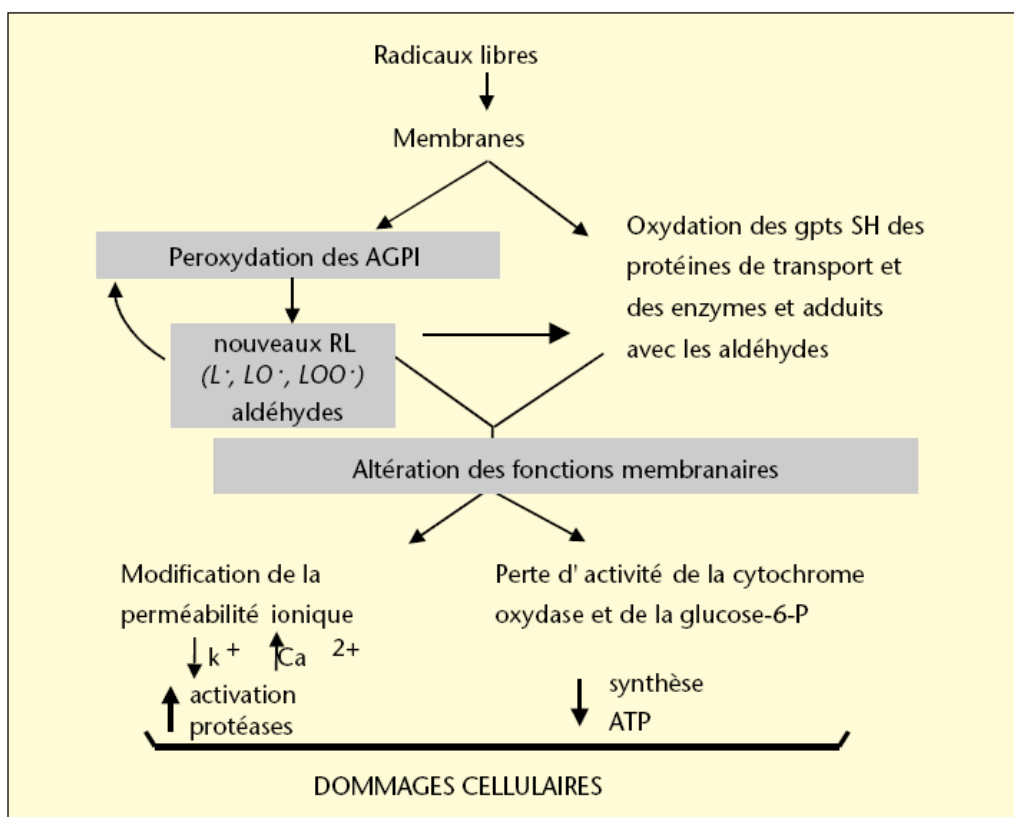 Radicaux libres
Membranes
Peroxydation des AGPI
Oxydation des gpts SH des
protéines de transport et
des enzymes et adduits
avec les aldéhydes
nouveaux RL
(L·, LO·, LOO·)
aldéhydes
Altération des fonctions membranaires
Modification de la
perméabilité ionique
k+ Ca 2+
activation
protéases
Perte d' activité de la cytochrome
oxydase et de la glucose-6-P
synthèse
ATP
DOMMAGES CELLULAIRES